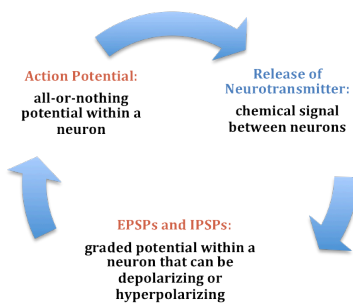 Action Potential:
all-or-nothing
potential within a
neuron
Release of
Neurotransmitter:
chemical signal
between neurons
EPSPs and IPSPs:
graded potential within a
neuron that can be
depolarizing or
hyperpolarizing